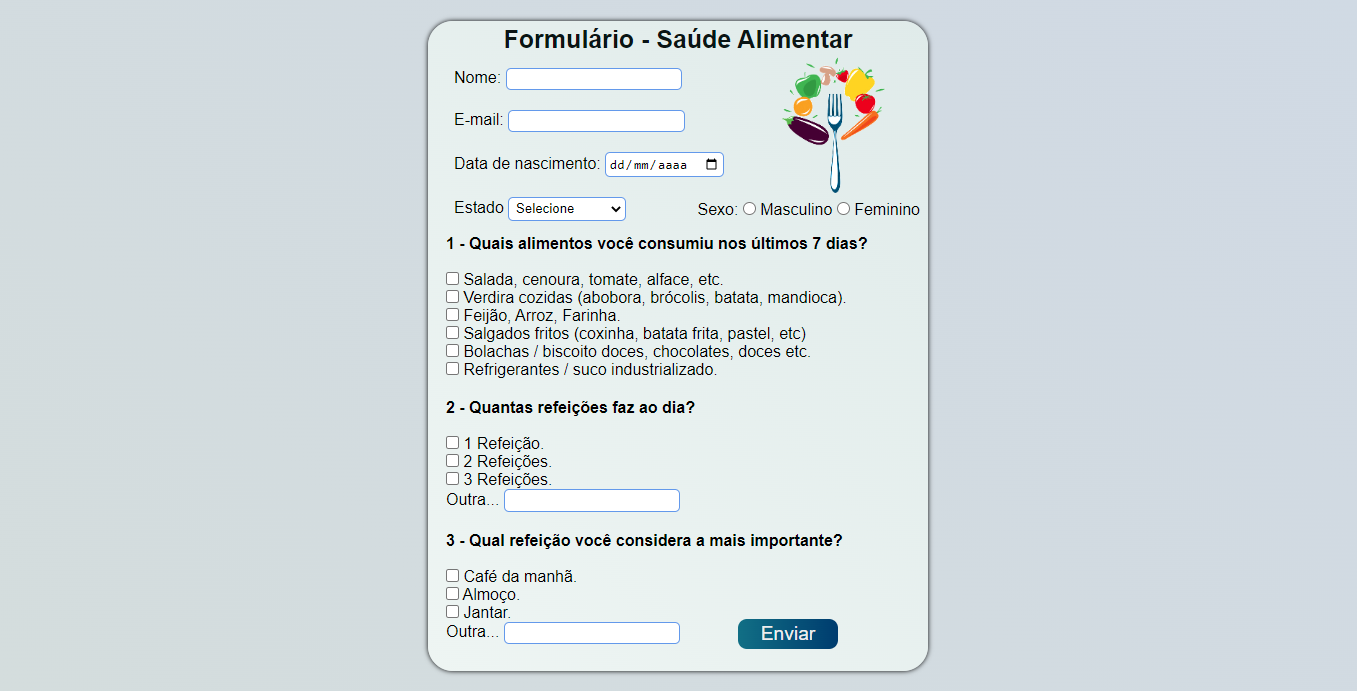 Formulário - Saúde Alimentar
Nome:
E-mail:
Data de nascimento: dd/mm/aaaa
Estado Selecione Sexo: Masculino Feminino
1 - Quais alimentos você consumiu nos últimos 7 dias?
Salada, cenoura, tomate, alface, etc.
Verdira cozidas (abobora, brócolis, batata, mandioca).
Feijão, Arroz, Farinha.
Salgados fritos (coxinha, batata frita, pastel, etc)
Bolachas / biscoito doces, chocolates, doces etc.
Refrigerantes / suco industrializado.
2 - Quantas refeições faz ao dia?
1 Refeição.
2 Refeições.
3 Refeições.
Outra...
3 - Qual refeição você considera a mais importante?
Café da manhã.
Almoço.
Jantar.
Outra... Enviar